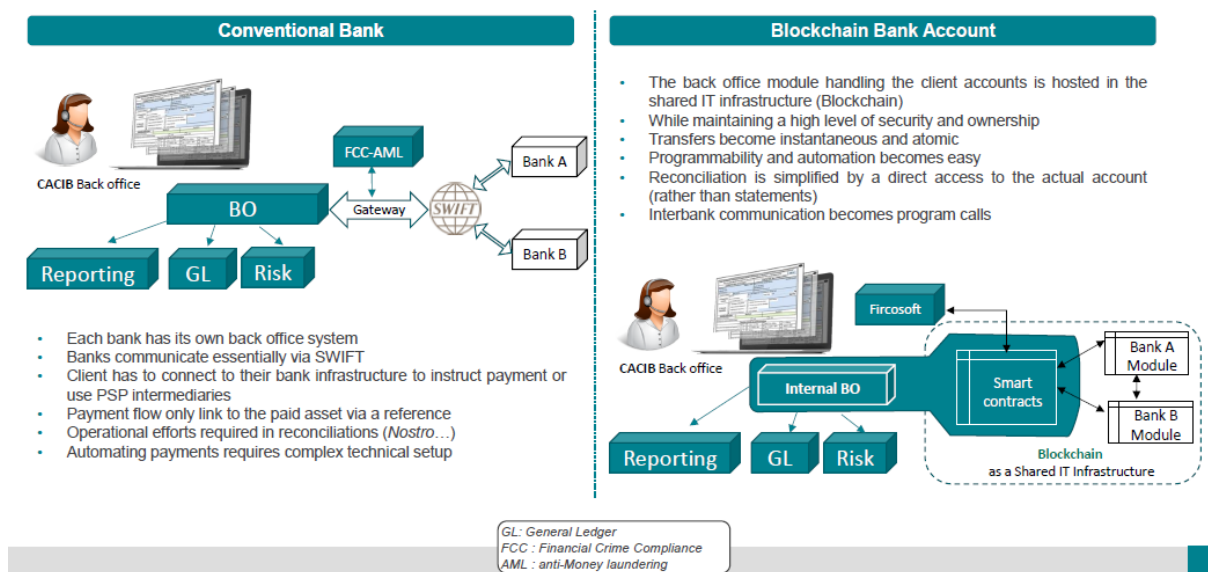 Conventional Bank
CACIB Back office
FCC-AML
BO
Gateway
SWIFT
Bank A
Bank B
Reporting
GL
Risk
• Each bank has its own back office system
• Banks communicate essentially via SWIFT
• Client has to connect to their bank infrastructure to instruct payment or
use PSP intermediaries
• Payment flow only link to the paid asset via a reference
• Operational efforts required in reconciliations (Nostro…)
• Automating payments requires complex technical setup
Blockchain Bank Account
• The back office module handling the client accounts is hosted in the
shared IT infrastructure (Blockchain)
• While maintaining a high level of security and ownership
• Transfers become instantaneous and atomic
• Programmability and automation becomes easy
• Reconciliation is simplified by a direct access to the actual account
(rather than statements)
• Interbank communication becomes program calls
CACIB Back office
Fircosoft
Internal BO
Smart
contracts
Bank A
Module
Bank B
Module
Reporting
GL
Risk
Blockchain
as a Shared IT Infrastructure
GL: General Ledger
FCC : Financial Crime Compliance
AML : anti-Money laundering